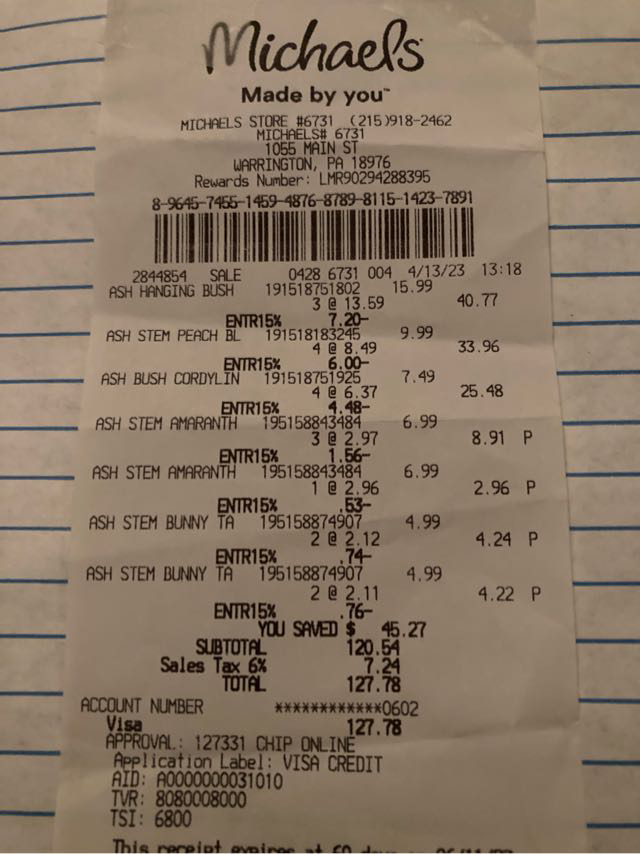 Michaels
Made by you™
MICHAELS STORE #6731 (215)918-2462
MICHAELS# 6731
1055 MAIN ST
WARRINGTON, PA 18976
Rewards Number: LMR90294288395
8-9645-7455-1459-4876-8789-8115-1423-7891
2844854 SALE 0428 6731 004 4/13/23 13:18
ASH HANGING BUSH 191518751802 15.99
3 @ 13.59 40.77
ENTR15% 7.20-
ASH STEM PEACH BL 191518183245 9.99
4 @ 8.49 33.96
ENTR15% 6.00-
ASH BUSH CORDYLIN 191518751925 7.49
4 @ 6.37 25.48
ENTR15% 4.48-
ASH STEM AMARANTH 195158843484 6.99
3 @ 2.97 8.91 P
ENTR15% 1.56-
ASH STEM AMARANTH 195158843484 6.99
1 @ 2.96 2.96 P
ENTR15% .53-
ASH STEM BUNNY TA 195158874907 4.99
2 @ 2.12 4.24 P
ENTR15% .74-
ASH STEM BUNNY TA 195158874907 4.99
2 @ 2.11 4.22 P
ENTR15% .76-
YOU SAVED $ 45.27
SUBTOTAL 120.54
Sales Tax 6% 7.24
TOTAL 127.78
ACCOUNT NUMBER ************0602
Visa 127.78
APPROVAL: 127331 CHIP ONLINE
Application Label: VISA CREDIT
AID: A0000000031010
TVR: 8080008000
TSI: 6800
This receipt expires at 60 days on